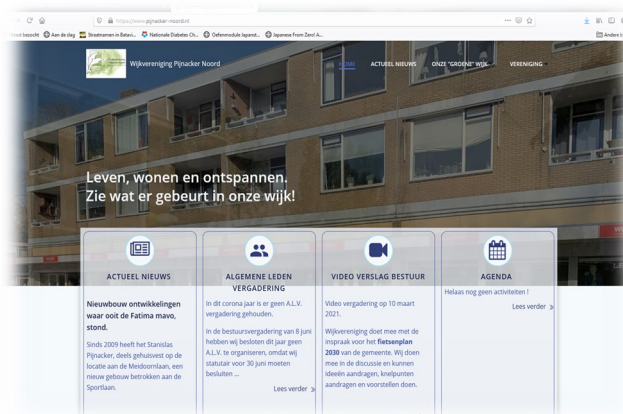 https://www.pijnacker-noord.nl
bezocht Aan de slag Straatnamen in Batavi... Nationale Diabetes Ch... Oefenmodule Japanst... Japanese From Zero! A...
Wijkvereniging Pijnacker Noord
HOME ACTUEEL NIEUWS ONZE "GROENE" WIJK VERENIGING
Leven, wonen en ontspannen.
Zie wat er gebeurt in onze wijk!
ACTUEEL NIEUWS
Nieuwbouw ontwikkelingen
waar ooit de Fatima mavo,
stond.
Sinds 2009 heeft het Stanislas
Pijnacker, deels gehuisvest op de
locatie aan de Meidoornlaan, een
nieuw gebouw betrokken aan de
Sportlaan.
ALGEMENE LEDEN
VERGADERING
In dit corona jaar is er geen A.L.V.
vergadering gehouden.
In de bestuursvergadering van 8 juni
hebben wij besloten dit jaar geen
A.L.V. te organiseren, omdat wij
statutair voor 30 juni moeten
besluiten ...
Lees verder »
VIDEO VERSLAG BESTUUR
Video vergadering op 10 maart
2021.
Wijkvereniging doet mee met de
inspraak voor het fietsenplan
2030 van de gemeente. Wij doen
mee in de discussie en kunnen
ideeën aandragen, knelpunten
aandragen en voorstellen doen.
AGENDA
Helaas nog geen activiteiten !
Lees verder »